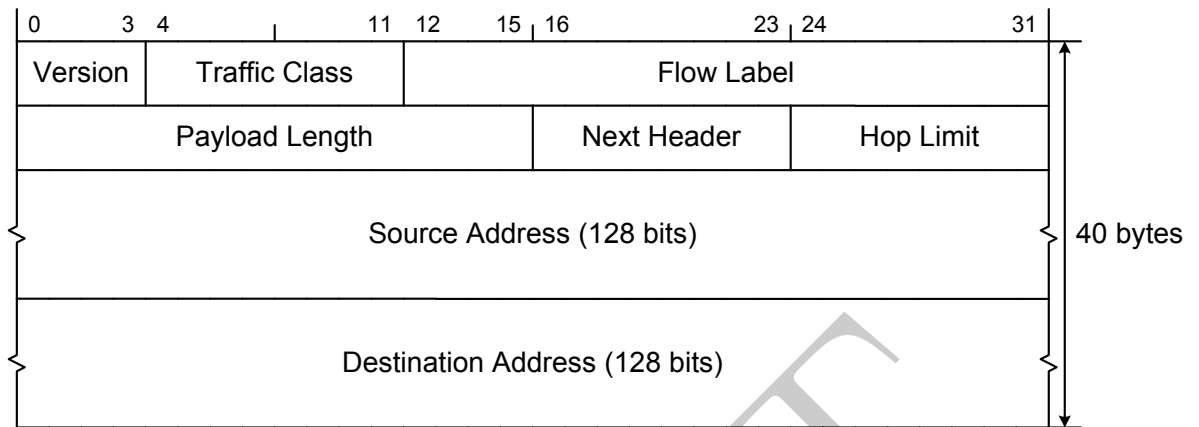 0 3 4 11 12 15 16 23 24 31
Version Traffic Class Flow Label
Payload Length Next Header Hop Limit
Source Address (128 bits)
40 bytes
Destination Address (128 bits)
T